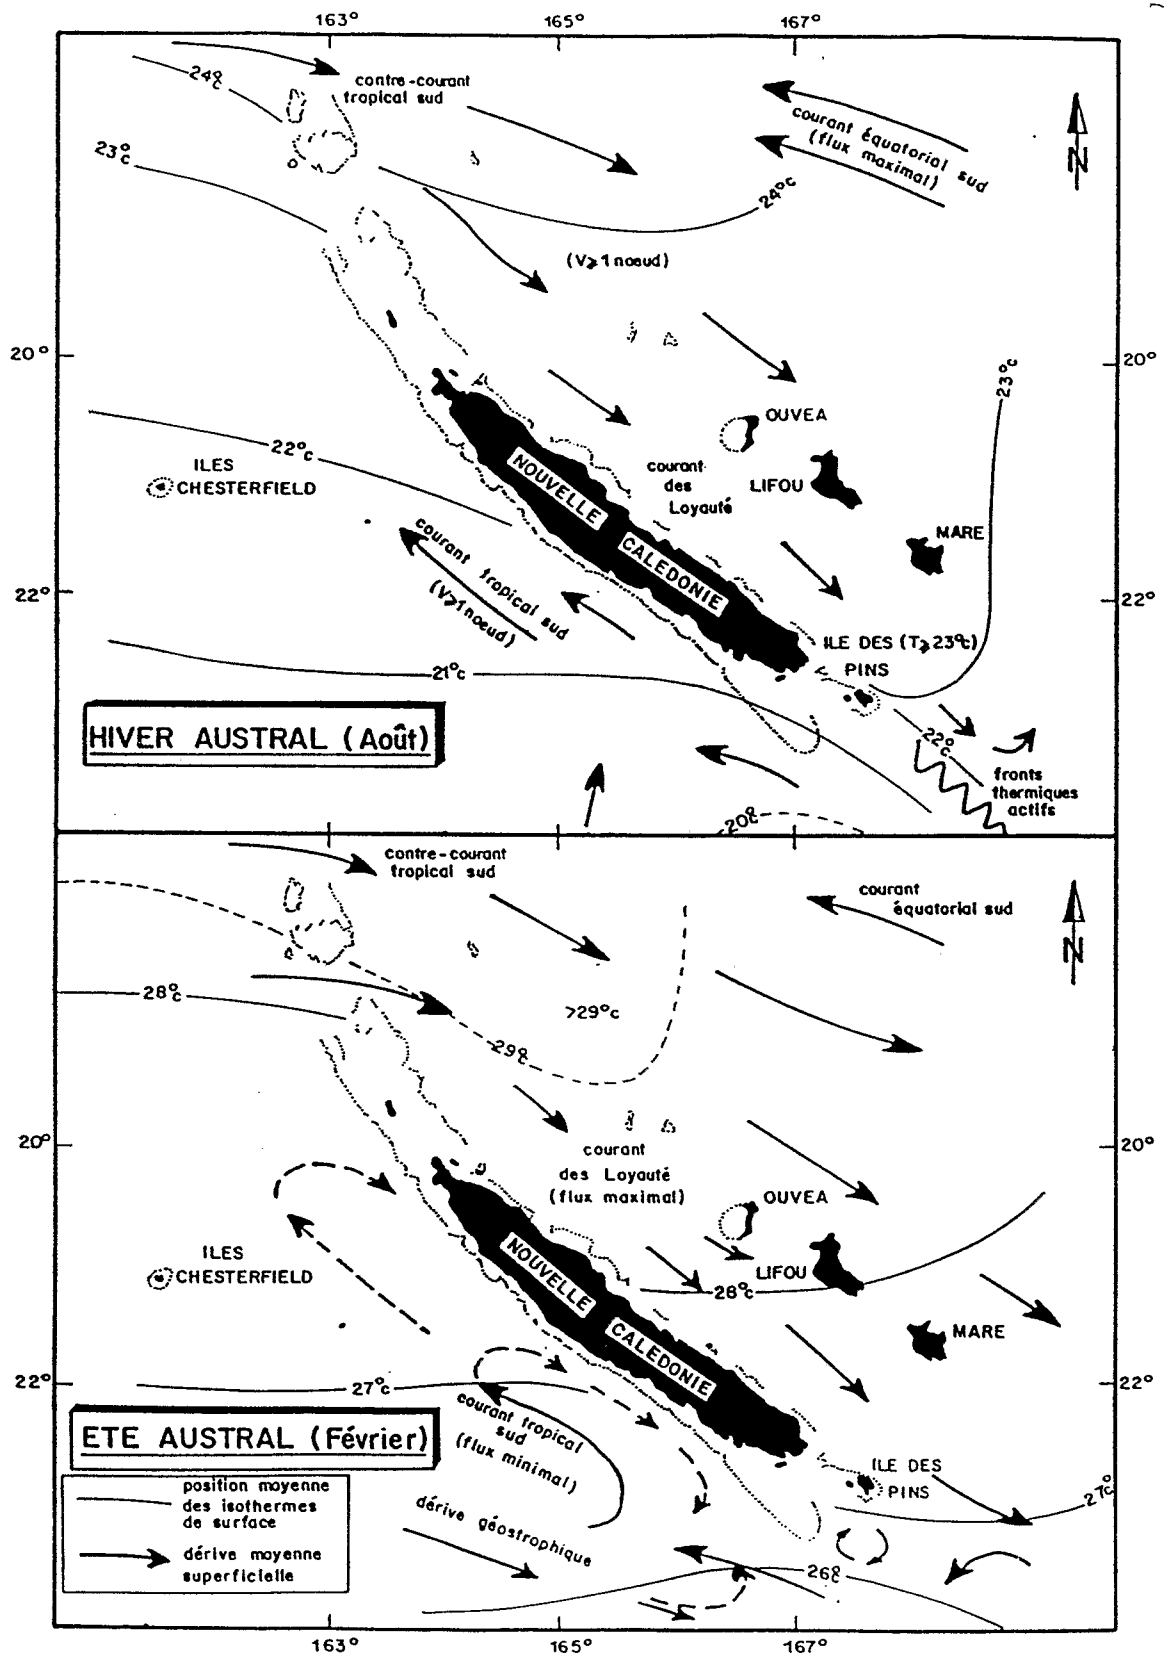 163° 165° 167°
24°c
contre-courant
tropical sud
courant équatorial sud
(flux maximal)
N
23°c
24°c
(V⩾1 noeud)
20° 20°
23°c
OUVEA
22°c
ILES
CHESTERFIELD
NOUVELLE
CALEDONIE
courant
des
Loyauté
LIFOU
MARE
courant tropical sud
(V⩾1 noeud)
22° 22°
ILE DES (T⩾23°c)
PINS
21°c
HIVER AUSTRAL (Août)
22°c
fronts
thermiques
actifs
20°c
contre-courant
tropical sud
courant
équatorial sud
N
28°c
>29°c
29°c
20° 20°
courant
des Loyauté
(flux maximal)
OUVEA
ILES
CHESTERFIELD
NOUVELLE
CALEDONIE
LIFOU
28°c
MARE
22° 22°
27°c
courant tropical
sud
(flux minimal)
ETE AUSTRAL (Février)
ILE DES
PINS
27°c
position moyenne
des isothermes
de surface
dérive géostrophique
dérive moyenne
superficielle
26°c
163° 165° 167°